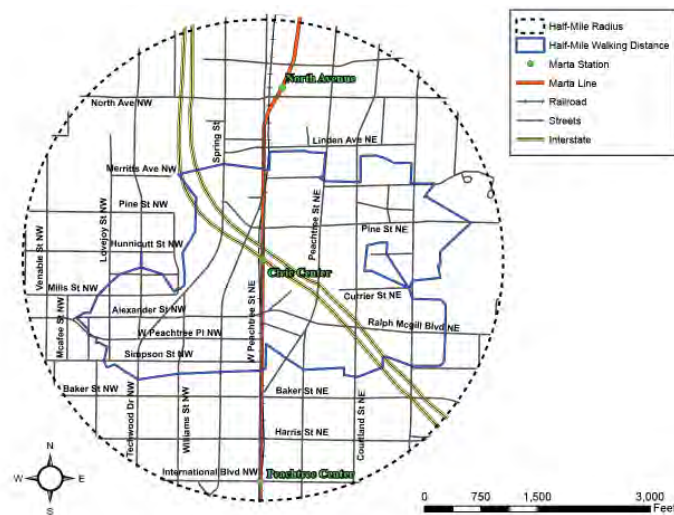 Half-Mile Radius
Half-Mile Walking Distance
Marta Station
Marta Line
Railroad
Streets
Interstate
North Avenue
North Ave NW
Spring St
Linden Ave NE
Merritts Ave NW
Pine St NW
Lovejoy St NW
Peachtree St NE
Pine St NE
Hunnicutt St NW
Venable St NW
Civic Center
Mills St NW
Currier St NE
Alexander St NW
Mcafee St NW
W Peachtree St NE
Ralph Mcgill Blvd NE
W Peachtree Pl NW
Simpson St NW
Baker St NW
Baker St NE
Techwood Dr NW
Williams St NW
Courtland St NE
Harris St NE
International Blvd NW
Peachtree Center
N
W
E
S
0 750 1,500 3,000
Feet